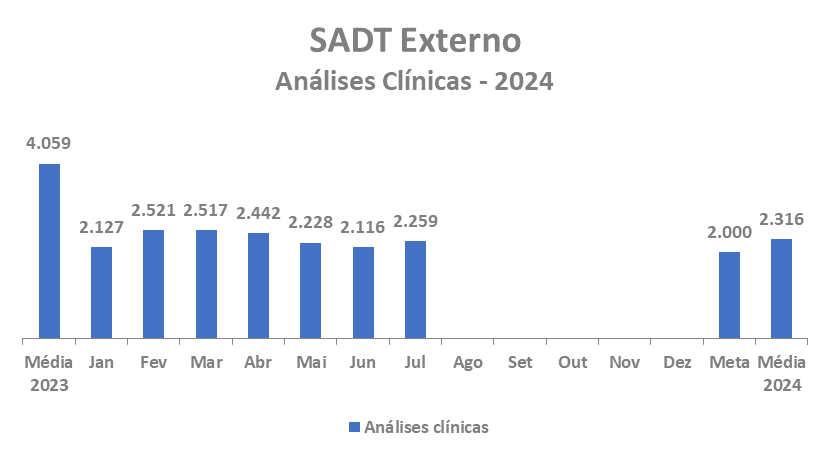 SADT Externo
Análises Clínicas - 2024
4.059
2.127
2.521
2.517
2.442
2.228
2.116
2.259
2.000
2.316
Média 2023
Jan
Fev
Mar
Abr
Mai
Jun
Jul
Ago
Set
Out
Nov
Dez
Meta
Média 2024
Análises clínicas